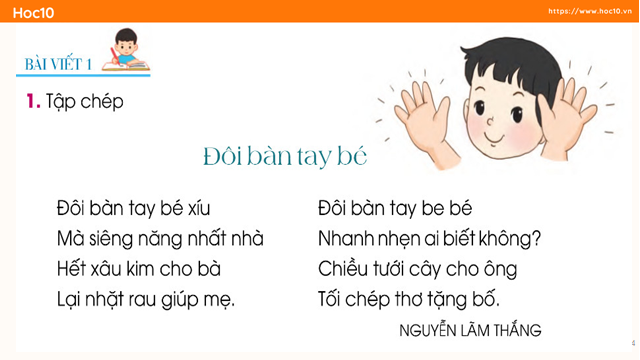 Hoc10
https://www.hoc10.vn
BÀI VIẾT 1
1. Tập chép
Đôi bàn tay bé
Đôi bàn tay bé xíu
Mà siêng năng nhất nhà
Hết xâu kim cho bà
Lại nhặt rau giúp mẹ.
Đôi bàn tay be bé
Nhanh nhẹn ai biết không?
Chiều tưới cây cho ông
Tối chép thơ tặng bố.
NGUYỄN LÃM THẮNG